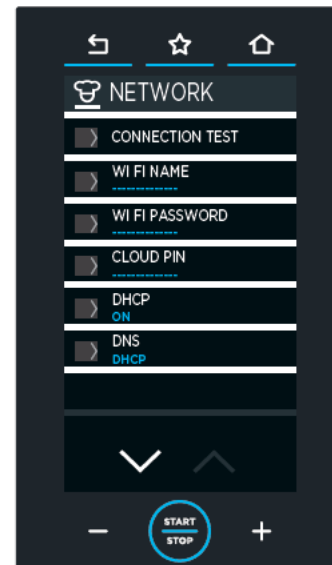 NETWORK
CONNECTION TEST
WI FI NAME
-------------
WI FI PASSWORD
-------------
CLOUD PIN
-------------
DHCP
ON
DNS
DHCP
START
STOP